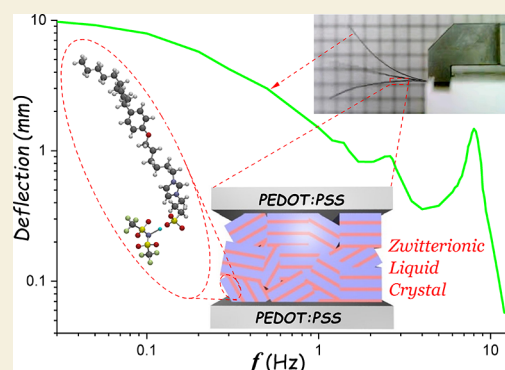 Deflection (mm)
10
1
0.1
0.1
1
10
f (Hz)
PEDOT:PSS
Zwitterionic
Liquid
Crystal
PEDOT:PSS